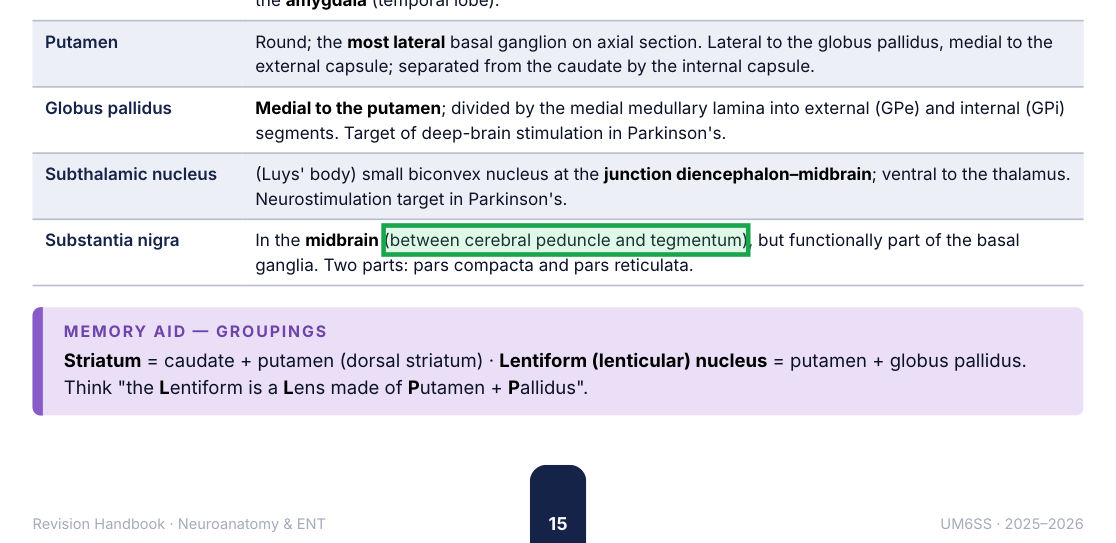 the amygdala (temporal lobe).
Putamen
Round; the most lateral basal ganglion on axial section. Lateral to the globus pallidus, medial to the
external capsule; separated from the caudate by the internal capsule.
Globus pallidus
Medial to the putamen; divided by the medial medullary lamina into external (GPe) and internal (GPi)
segments. Target of deep-brain stimulation in Parkinson's.
Subthalamic nucleus
(Luys' body) small biconvex nucleus at the junction diencephalon–midbrain; ventral to the thalamus.
Neurostimulation target in Parkinson's.
Substantia nigra
In the midbrain (between cerebral peduncle and tegmentum), but functionally part of the basal
ganglia. Two parts: pars compacta and pars reticulata.
MEMORY AID — GROUPINGS
Striatum = caudate + putamen (dorsal striatum) · Lentiform (lenticular) nucleus = putamen + globus pallidus.
Think "the Lentiform is a Lens made of Putamen + Pallidus".
Revision Handbook · Neuroanatomy & ENT
15
UM6SS · 2025–2026